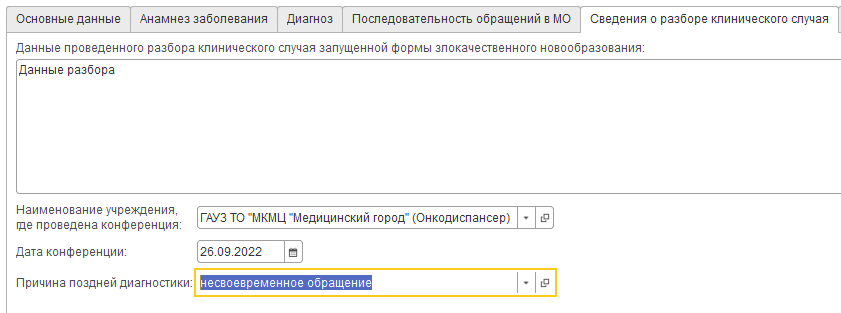 Основные данные Анамнез заболевания Диагноз Последовательность обращений в МО Сведения о разборе клинического случая
Данные проведенного разбора клинического случая запущенной формы злокачественного новообразования:
Данные разбора
Наименование учреждения,
где проведена конференция: ГАУЗ ТО "МКМЦ "Медицинский город" (Онкодиспансер)
Дата конференции: 26.09.2022
Причина поздней диагностики: несвоевременное обращение